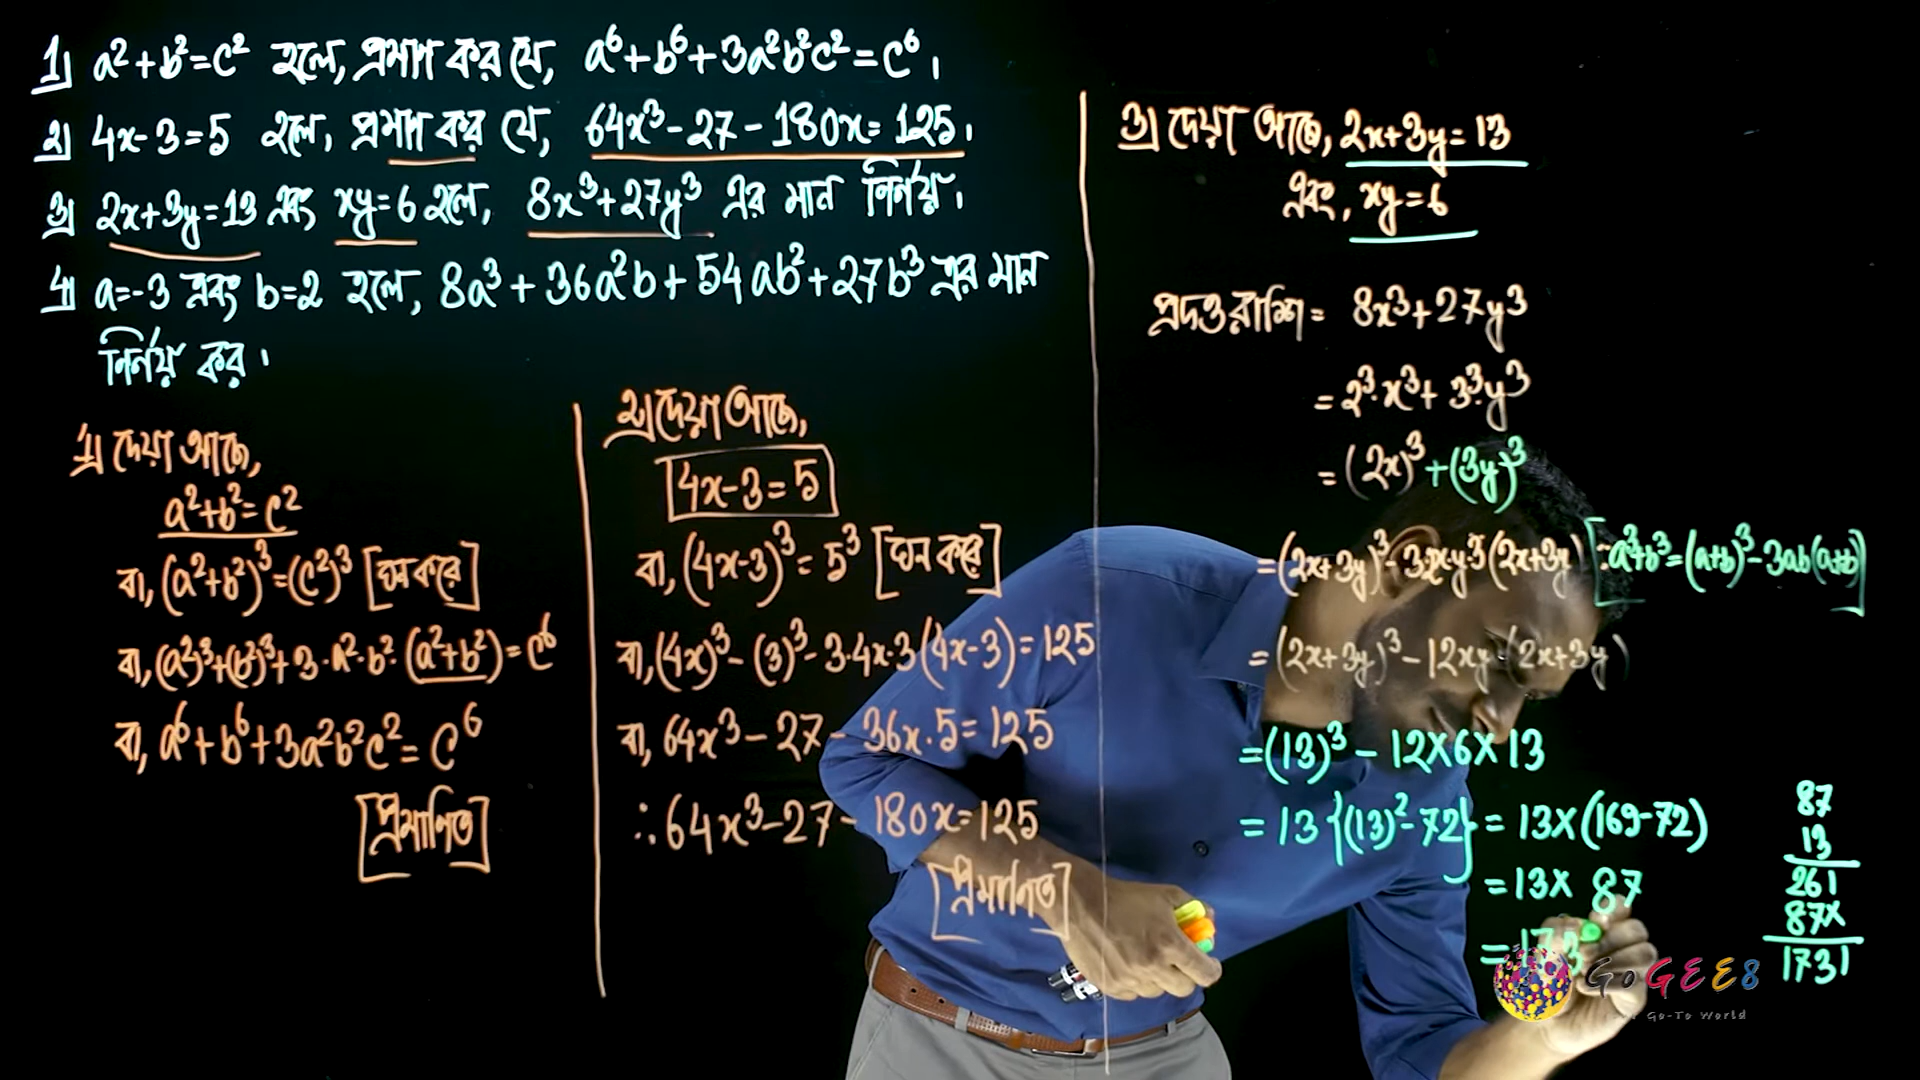 ১) a²+b²=c² হলে, প্রমাণ কর যে, a⁶+b⁶+3a²b²c²=c⁶।
২) 4x-3=5 হলে, প্রমাণ কর যে, 64x³-27-180x=125।
৩) 2x+3y=13 এবং xy=6 হলে, 8x³+27y³ এর মান নির্ণয়।
৪) a=-3 এবং b=2 হলে, 8a³+36a²b+54ab²+27b³ এর মান
নির্ণয় কর।
১) দেয়া আছে,
a²+b²=c²
বা, (a²+b²)³=(c²)³ [ঘন করে]
বা, (a²)³+(b²)³+3·a²·b²·(a²+b²)=c⁶
বা, a⁶+b⁶+3a²b²c²=c⁶
[প্রমাণিত]
২) দেয়া আছে,
4x-3=5
বা, (4x-3)³=5³ [ঘন করে]
বা, (4x)³-(3)³-3·4x·3(4x-3)=125
বা, 64x³-27-36x·5=125
∴ 64x³-27-180x=125
[প্রমাণিত]
৩) দেয়া আছে, 2x+3y=13
এবং, xy=6
প্রদত্ত রাশি = 8x³+27y³
= 2³·x³+3³·y³
= (2x)³+(3y)³
=(2x+3y)³-3·2x·y·3(2x+3y) [∵a³+b³=(a+b)³-3ab(a+b)]
=(2x+3y)³-12xy(2x+3y)
=(13)³-12×6×13
= 13{(13)²-72} = 13×(169-72)
= 13× 87
= 173
87
13
261
87×
1731
GOGEE8
Go-To World